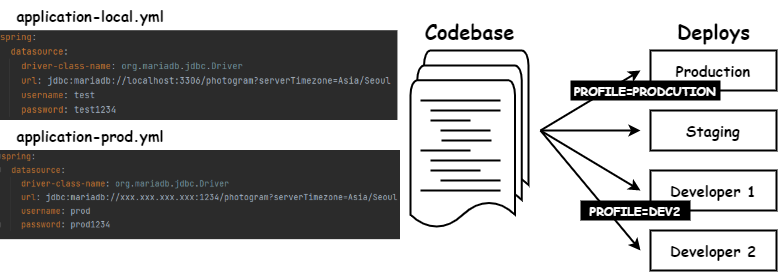 application-local.yml
spring:
datasource:
driver-class-name: org.mariadb.jdbc.Driver
url: jdbc:mariadb://localhost:3306/photogram?serverTimezone=Asia/Seoul
username: test
password: test1234
application-prod.yml
spring:
datasource:
driver-class-name: org.mariadb.jdbc.Driver
url: jdbc:mariadb://xxx.xxx.xxx.xxx:1234/photogram?serverTimezone=Asia/Seoul
username: prod
password: prod1234
Codebase
Deploys
Production
PROFILE=PRODCUTION
Staging
Developer 1
PROFILE=DEV2
Developer 2